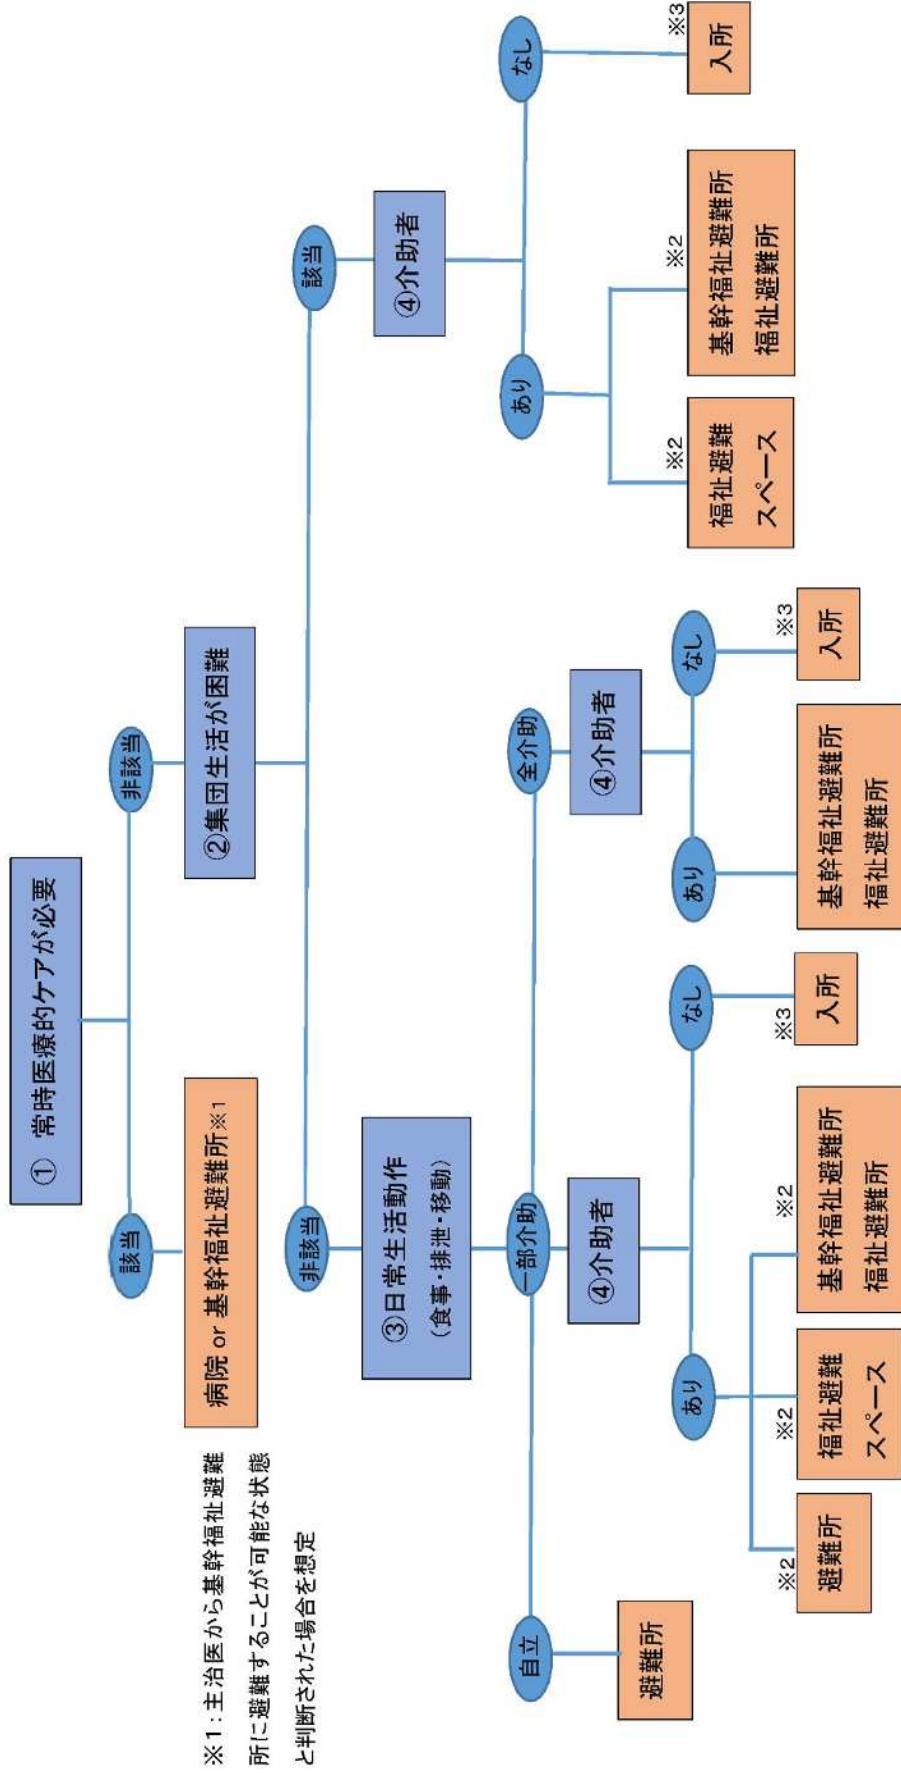 ① 常時医療的ケアが必要
該当
非該当
病院 or 基幹福祉避難所※1
②集団生活が困難
※1:主治医から基幹福祉避難
所に避難することが可能な状態
と判断された場合を想定
非該当
該当
③日常生活動作
(食事・排泄・移動)
④介助者
自立
一部介助
全介助
あり
なし
避難所
④介助者
④介助者
※2
福祉避難
スペース
※2
基幹福祉避難所
福祉避難所
※3
入所
あり
なし
あり
なし
※2
避難所
※2
福祉避難
スペース
※2
基幹福祉避難所
福祉避難所
※3
入所
基幹福祉避難所
福祉避難所
※3
入所